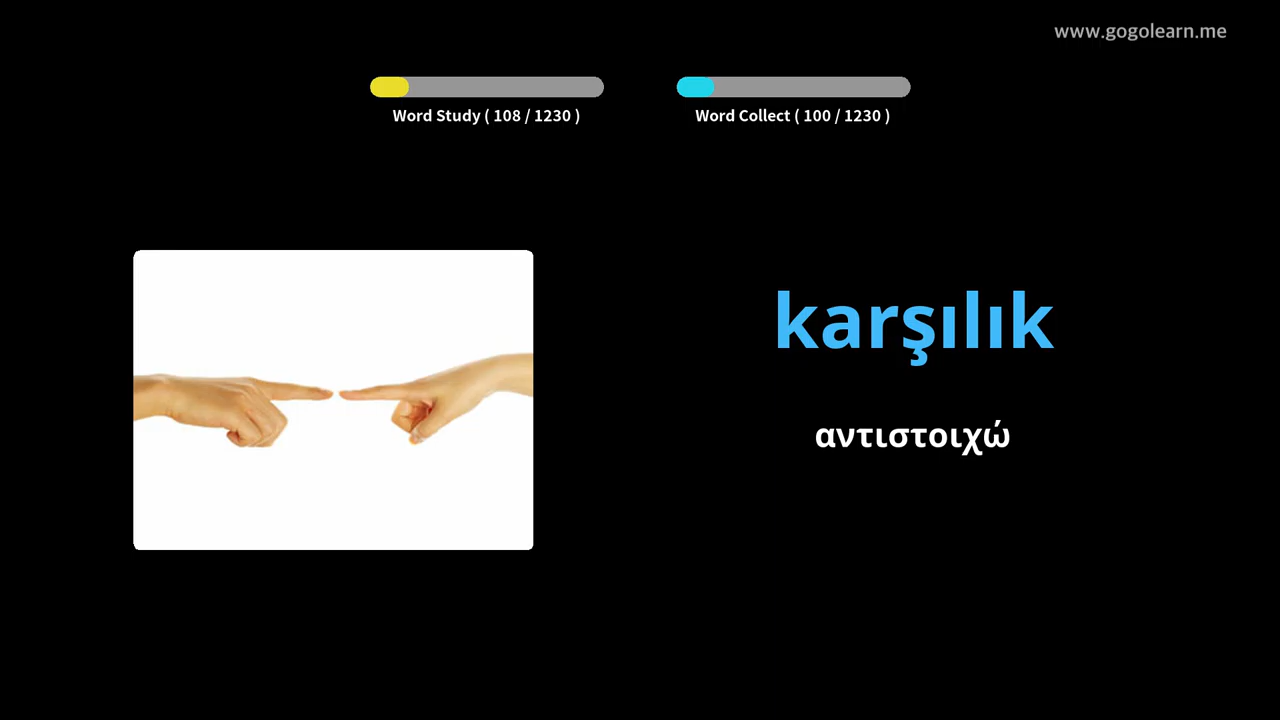 www.gogolearn.me
Word Study ( 108 / 1230 )
Word Collect ( 100 / 1230 )
karşılık
αντιστοιχώ